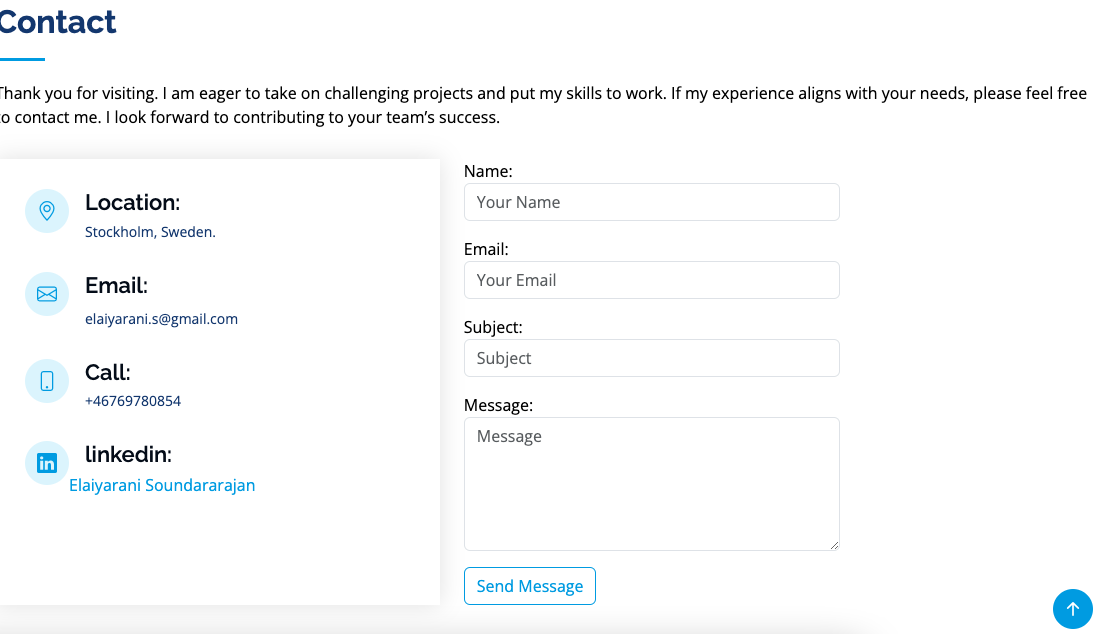 Contact
Thank you for visiting. I am eager to take on challenging projects and put my skills to work. If my experience aligns with your needs, please feel free
to contact me. I look forward to contributing to your team’s success.
Location:
Stockholm, Sweden.
Email:
elaiyarani.s@gmail.com
Call:
+46769780854
linkedin:
Elaiyarani Soundararajan
Name:
Your Name
Email:
Your Email
Subject:
Subject
Message:
Message
Send Message